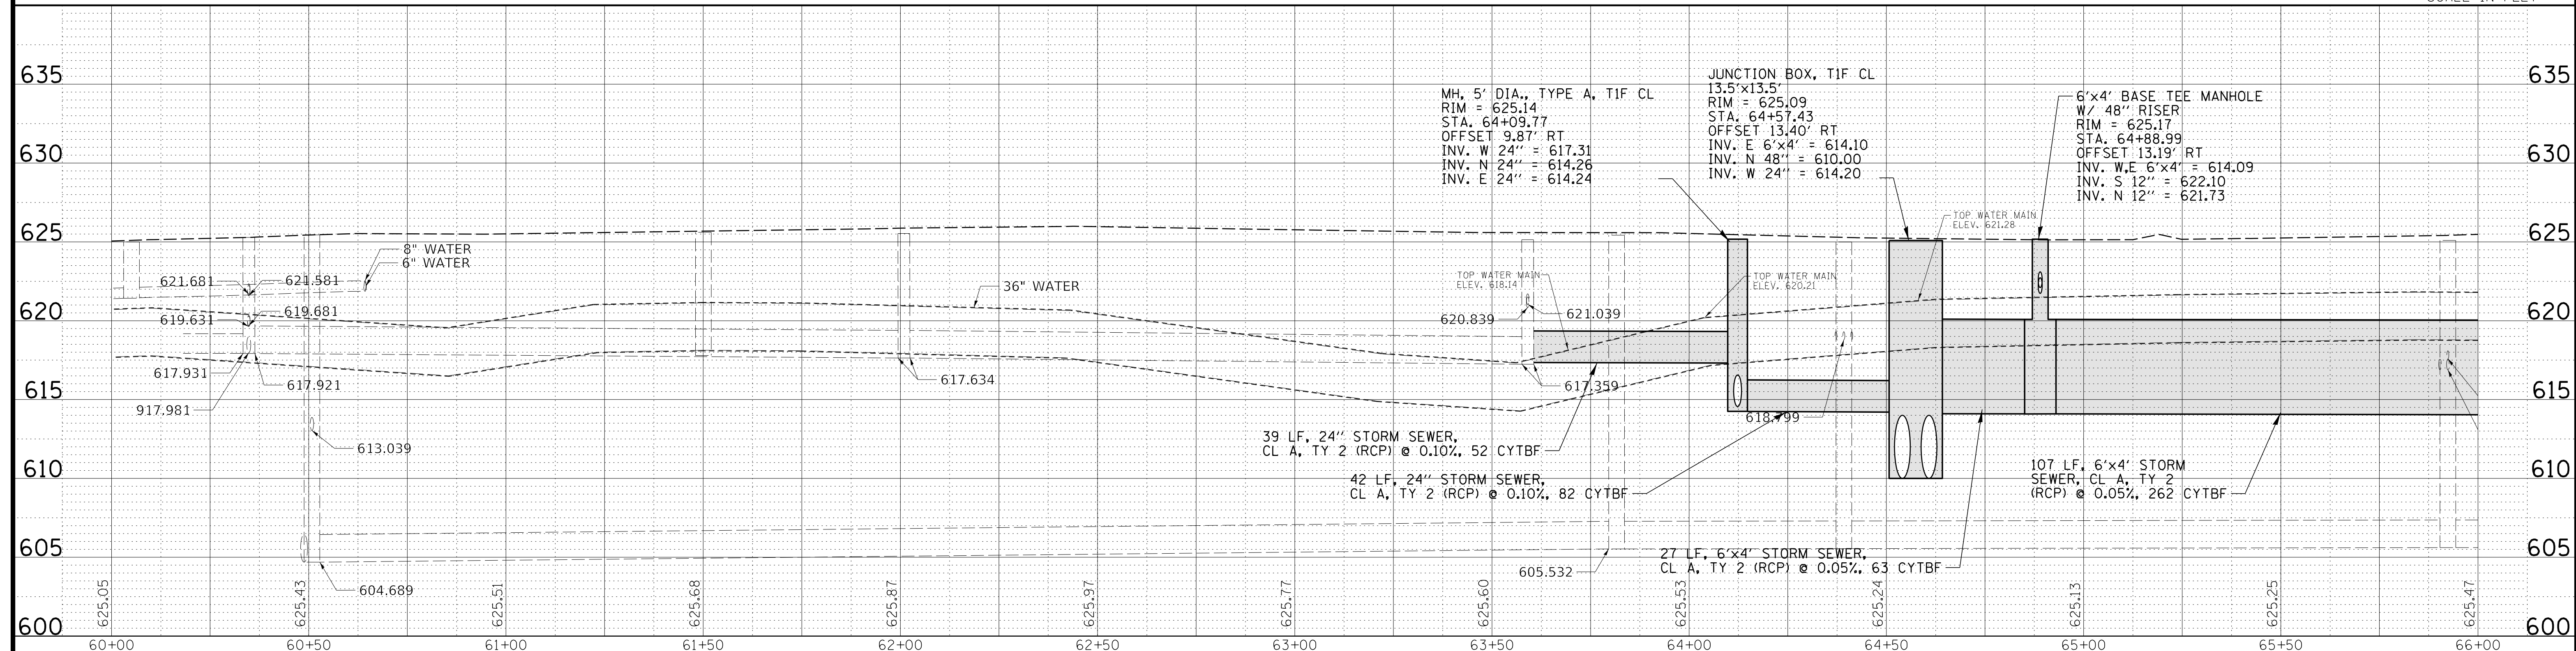 635
630
625
620
615
610
605
600
MH, 5' DIA., TYPE A, T1F CL
RIM = 625.14
STA. 64+09.77
OFFSET 9.87' RT
INV. W 24'' = 617.31
INV. N 24'' = 614.26
INV. E 24'' = 614.24
JUNCTION BOX, T1F CL
13.5'x13.5'
RIM = 625.09
STA. 64+57.43
OFFSET 13.40' RT
INV. E 6'x4' = 614.10
INV. N 48'' = 610.00
INV. W 24'' = 614.20
6'x4' BASE TEE MANHOLE
W/ 48'' RISER
RIM = 625.17
STA. 64+88.99
OFFSET 13.19' RT
INV. W,E 6'x4' = 614.09
INV. S 12'' = 622.10
INV. N 12'' = 621.73
635
630
625
620
615
610
605
600
8" WATER
6" WATER
621.681
621.581
619.631
619.681
617.931
617.921
917.981
613.039
604.689
36" WATER
617.634
TOP WATER MAIN
ELEV. 618.14
TOP WATER MAIN
ELEV. 620.21
TOP WATER MAIN
ELEV. 621.28
620.839
621.039
617.359
618.799
605.532
39 LF, 24'' STORM SEWER,
CL A, TY 2 (RCP) @ 0.10%, 52 CYTBF
42 LF, 24'' STORM SEWER,
CL A, TY 2 (RCP) @ 0.10%, 82 CYTBF
27 LF, 6'x4' STORM SEWER,
CL A, TY 2 (RCP) @ 0.05%, 63 CYTBF
107 LF, 6'x4' STORM
SEWER, CL A, TY 2
(RCP) @ 0.05%, 262 CYTBF
625.05
625.43
625.51
625.68
625.87
625.97
625.77
625.60
625.53
625.24
625.13
625.25
625.47
60+00
60+50
61+00
61+50
62+00
62+50
63+00
63+50
64+00
64+50
65+00
65+50
66+00